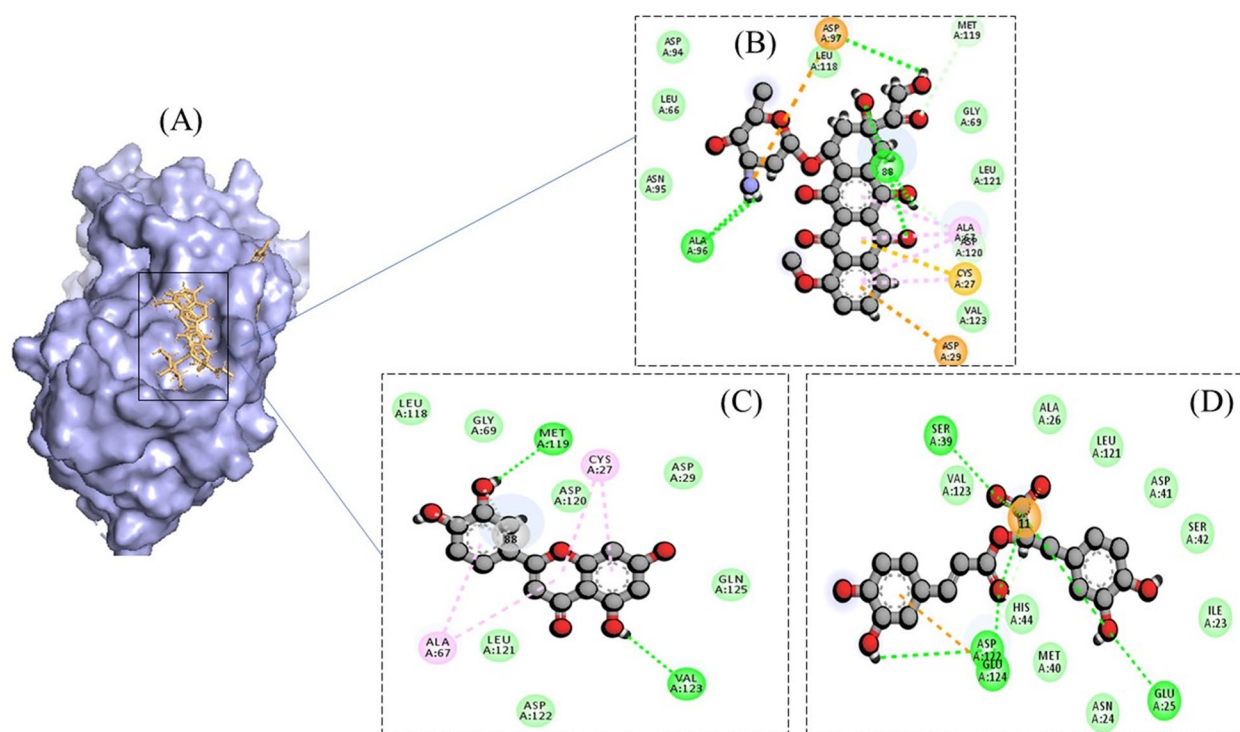 (A)
(B)
ASP
A:97
MET
A:119
ASP
A:94
LEU
A:118
LEU
A:66
GLY
A:69
ASN
A:95
88
LEU
A:121
ALA
A:96
ALA
A:67
ASP
A:120
CYS
A:27
VAL
A:123
ASP
A:29
(C)
LEU
A:118
GLY
A:69
MET
A:119
CYS
A:27
ASP
A:29
ASP
A:120
88
GLN
A:125
ALA
A:67
LEU
A:121
VAL
A:123
ASP
A:122
(D)
ALA
A:26
SER
A:39
LEU
A:121
VAL
A:123
ASP
A:41
11
SER
A:42
HIS
A:44
ILE
A:23
ASP
A:122
GLU
A:124
MET
A:40
GLU
A:25
ASN
A:24